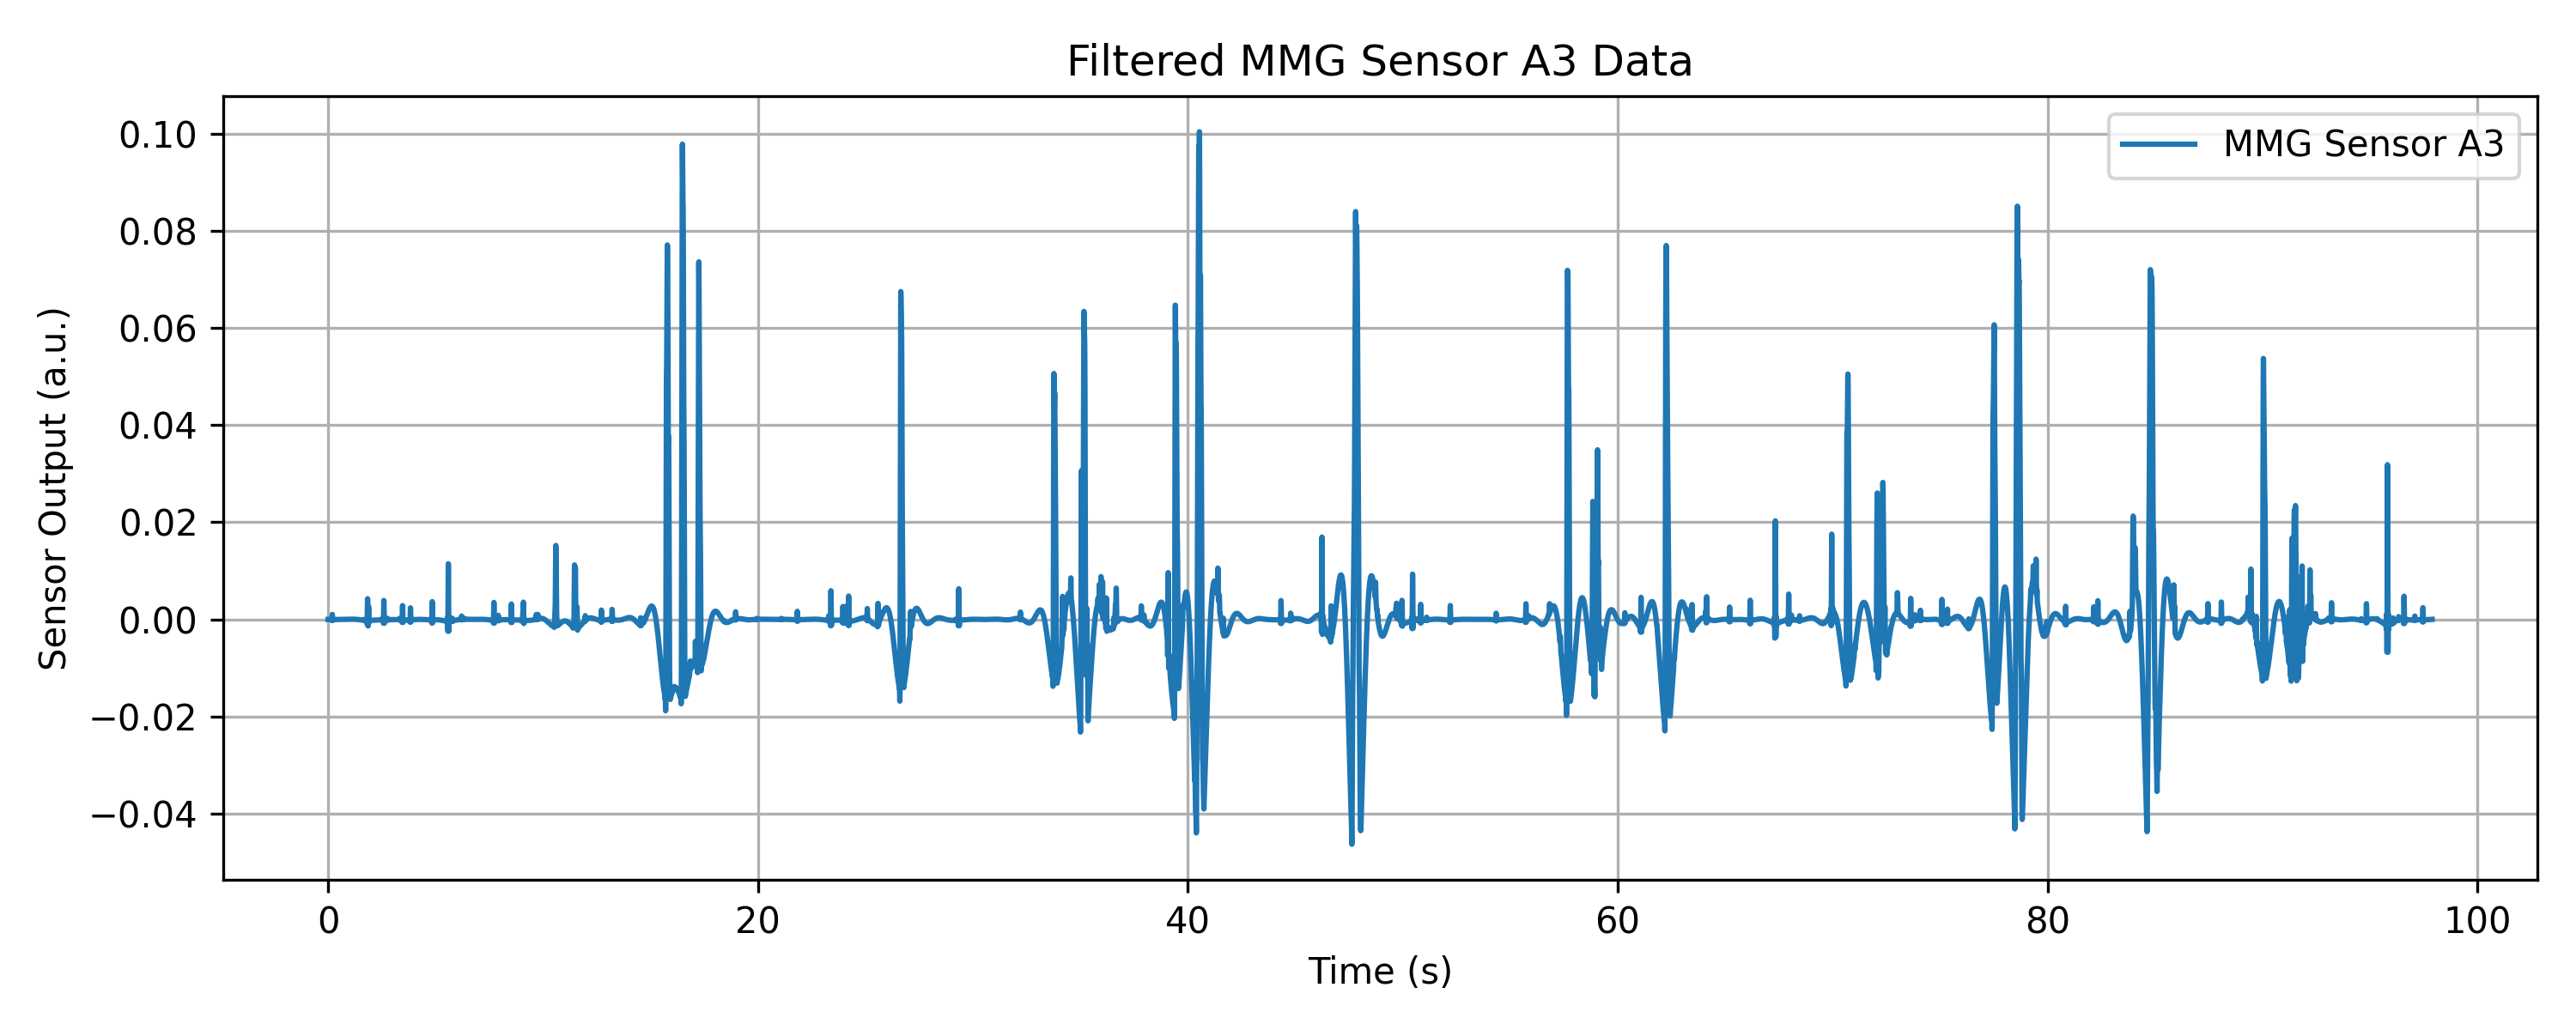 Filtered MMG Sensor A3 Data
MMG Sensor A3
Sensor Output (a.u.)
0.10
0.08
0.06
0.04
0.02
0.00
−0.02
−0.04
0 20 40 60 80 100
Time (s)